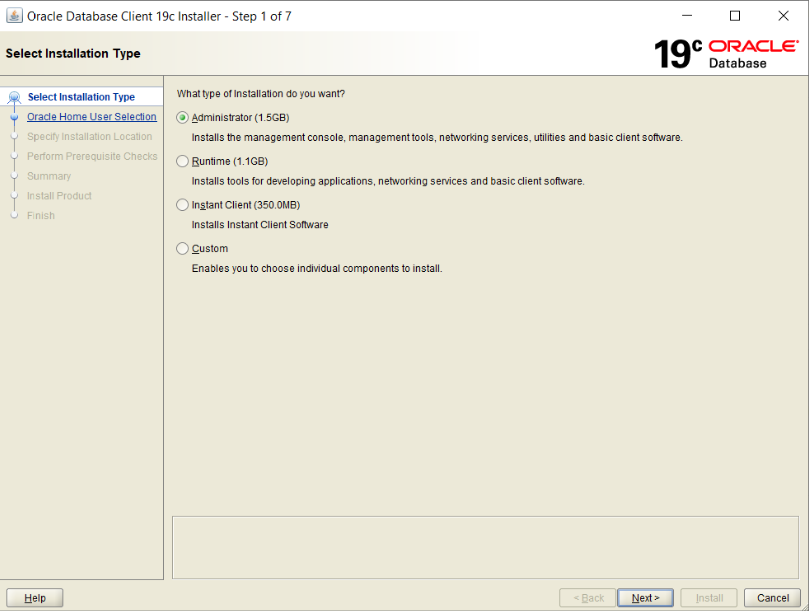 Oracle Database Client 19c Installer - Step 1 of 7
Select Installation Type
19c ORACLE
Database
Select Installation Type
Oracle Home User Selection
Specify Installation Location
Perform Prerequisite Checks
Summary
Install Product
Finish
What type of Installation do you want?
Administrator (1.5GB)
Installs the management console, management tools, networking services, utilities and basic client software.
Runtime (1.1GB)
Installs tools for developing applications, networking services and basic client software.
Instant Client (350.0MB)
Installs Instant Client Software
Custom
Enables you to choose individual components to install.
Help
< Back
Next >
Install
Cancel